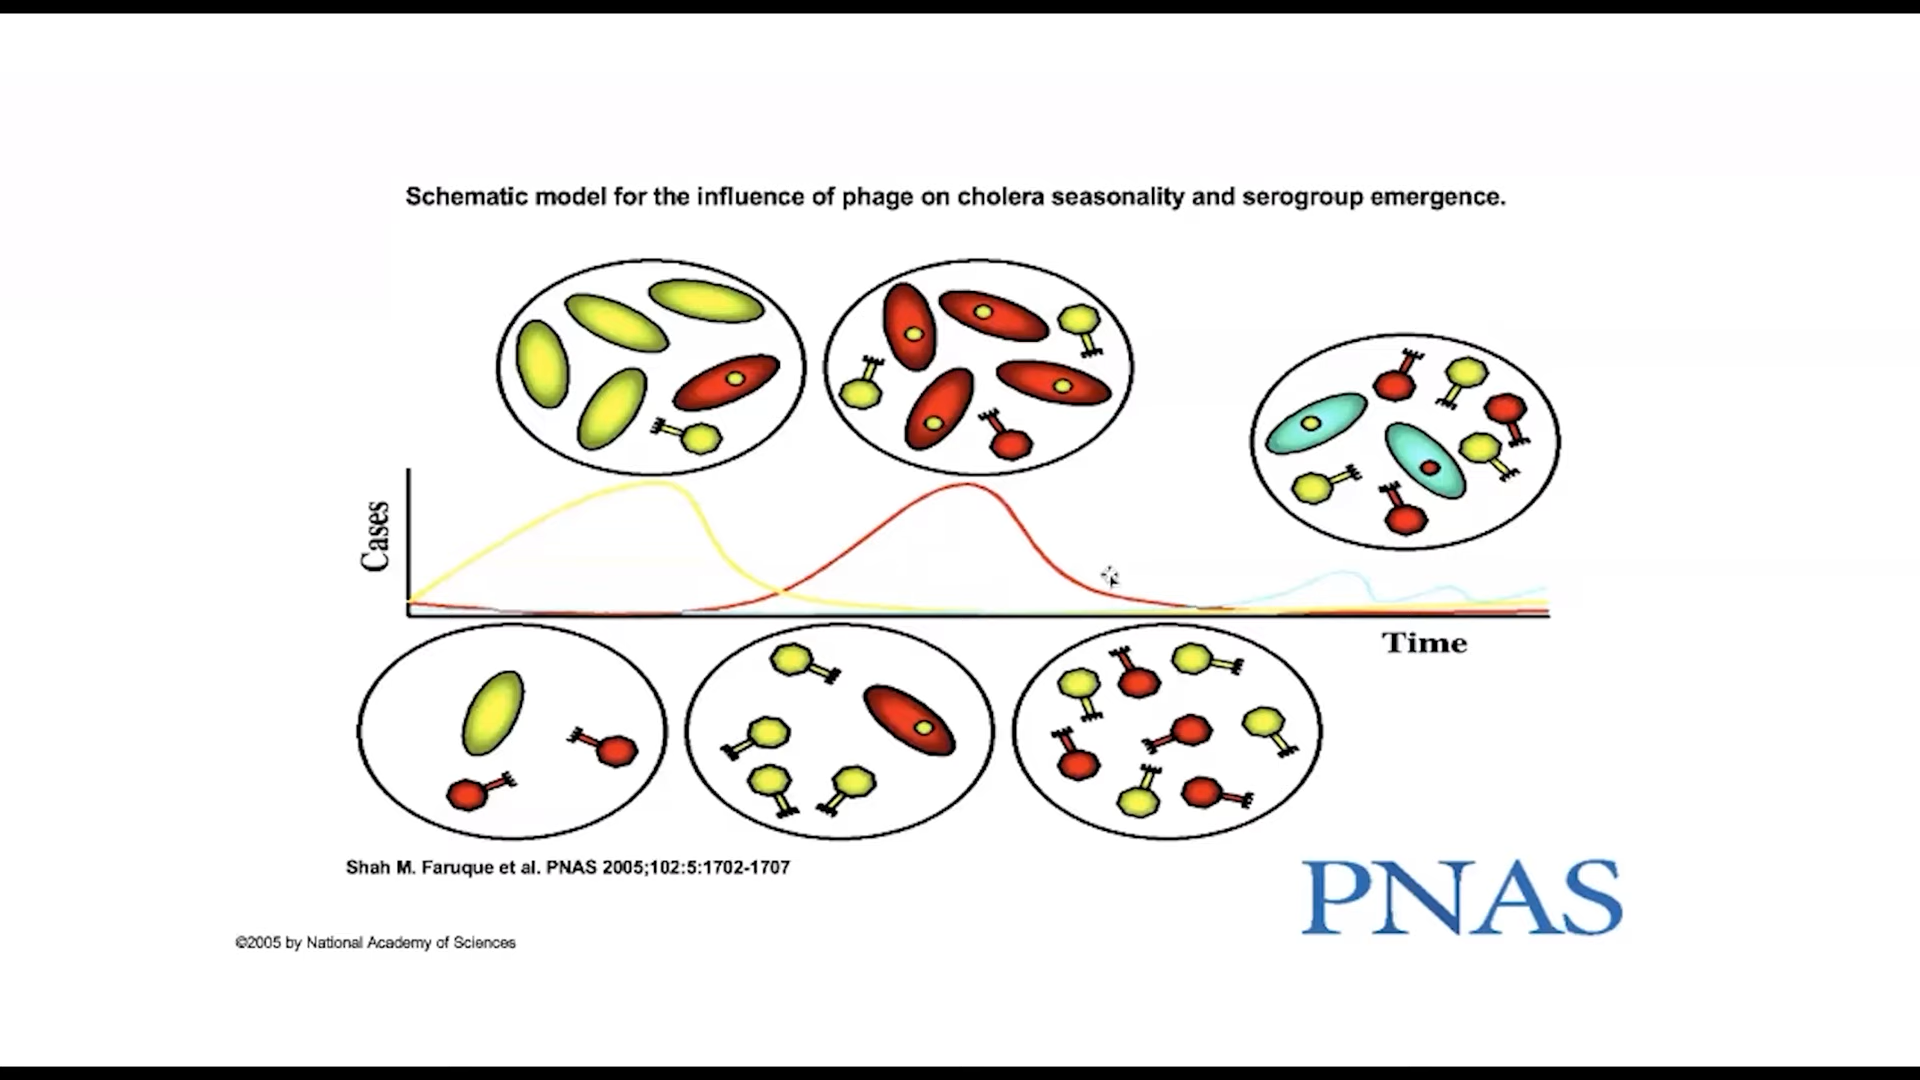 Schematic model for the influence of phage on cholera seasonality and serogroup emergence.
Cases
Time
Shah M. Faruque et al. PNAS 2005;102:5:1702-1707
PNAS
©2005 by National Academy of Sciences